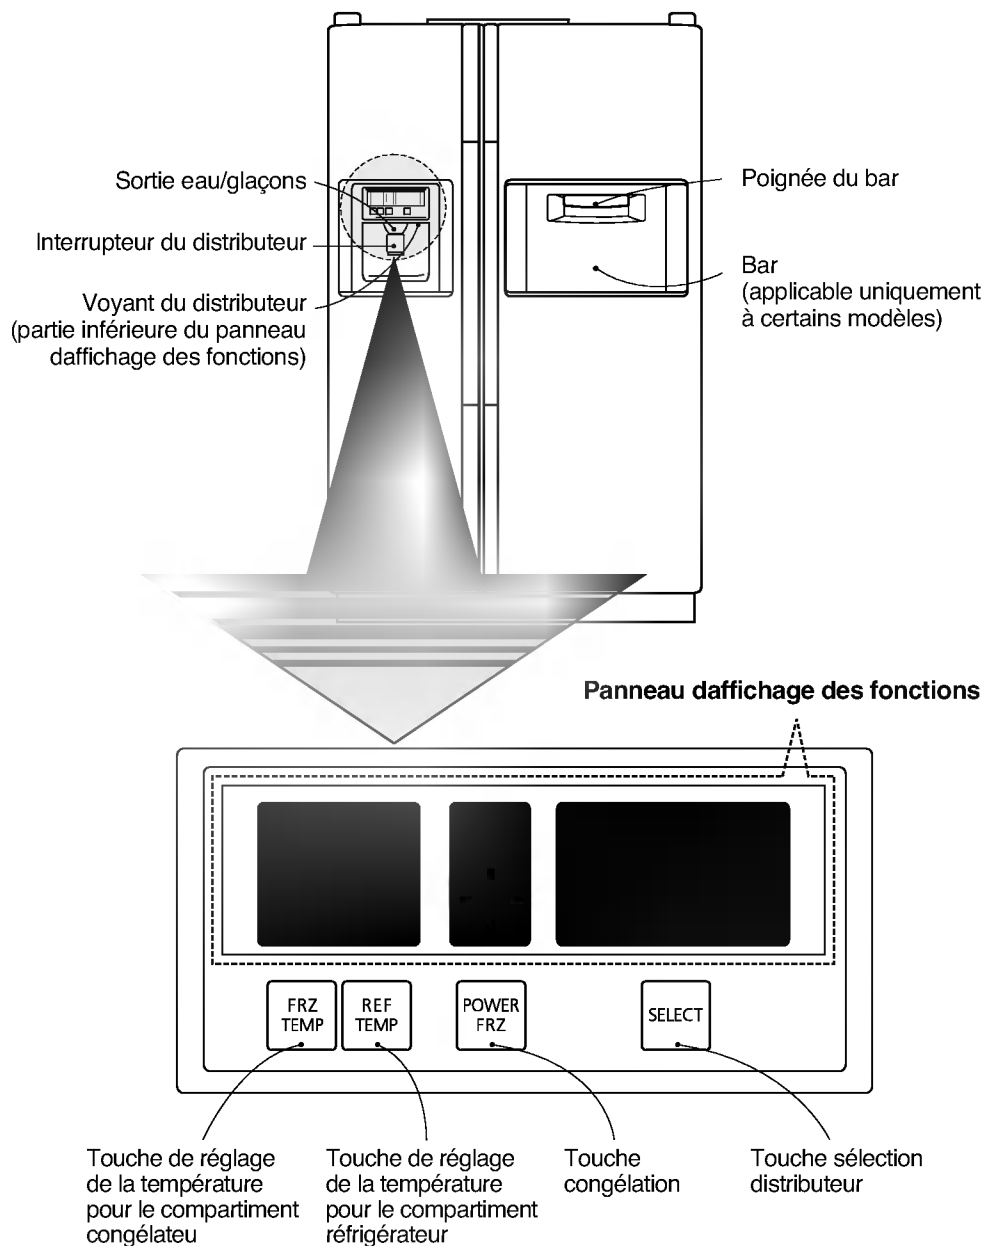 Sortie eau/glaçons
Interrupteur du distributeur
Voyant du distributeur
(partie inférieure du panneau
daffichage des fonctions)
Poignée du bar
Bar
(applicable uniquement
à certains modèles)
Panneau daffichage des fonctions
FRZ
TEMP
REF
TEMP
POWER
FRZ
SELECT
Touche de réglage
de la température
pour le compartiment
congélateu
Touche de réglage
de la température
pour le compartiment
réfrigérateur
Touche
congélation
Touche sélection
distributeur